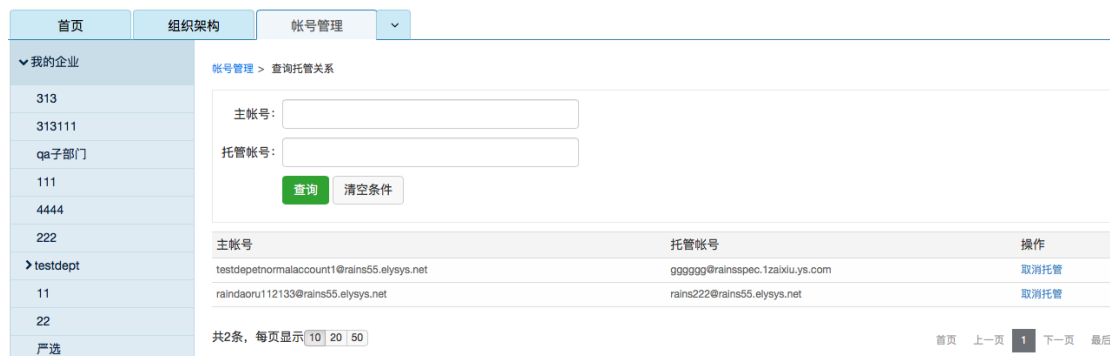 首页 组织架构 帐号管理
我的企业
313
313111
qa子部门
111
4444
222
testdept
11
22
严选
帐号管理 > 查询托管关系
主帐号：
托管帐号：
查询 清空条件
主帐号 托管帐号 操作
testdepetnormalaccount1@rains55.elysys.net gggggg@rainsspec.1zaixiu.ys.com 取消托管
raindaoru112133@rains55.elysys.net rains222@rains55.elysys.net 取消托管
共2条，每页显示 10 20 50
首页 上一页 1 下一页 最后